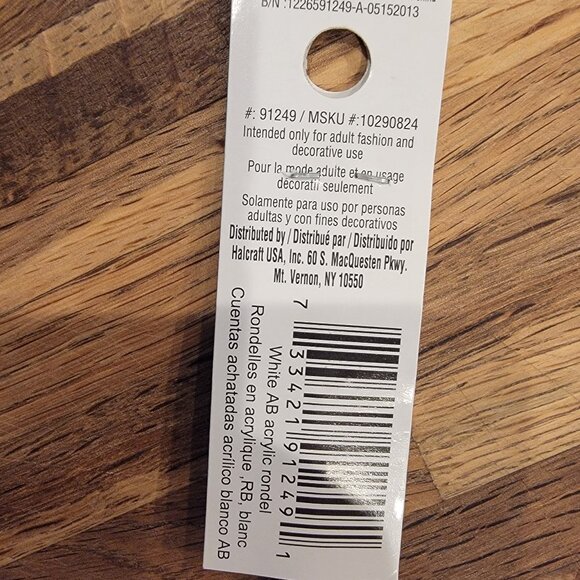 B/N :1226591249-A-05152013
#: 91249 / MSKU #:10290824
Intended only for adult fashion and
decorative use
Pour la mode adulte et en usage
décoratif seulement
Solamente para uso por personas
adultas y con fines decorativos
Distributed by / Distribué par / Distribuido por
Halcraft USA, Inc. 60 S. MacQuesten Pkwy.
Mt. Vernon, NY 10550
7 33421 91249 1
White AB acrylic rondel
Rondelles en acrylique ,RB, blanc
Cuentas achatadas acrílico blanco AB